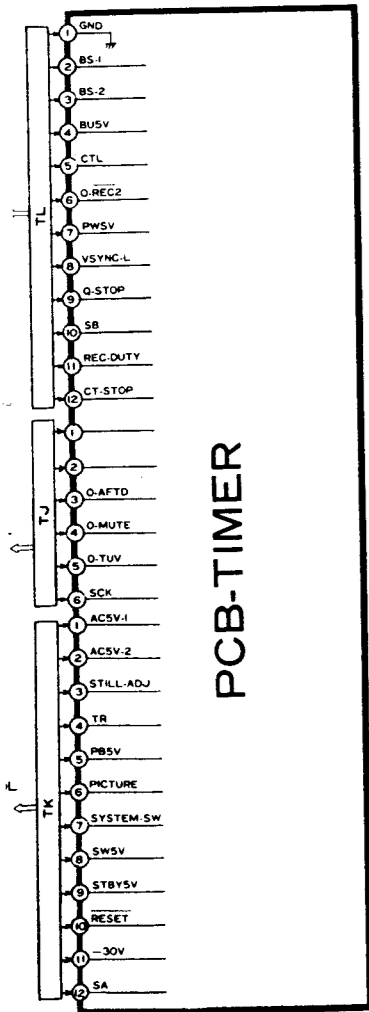 TL
1 GND
2 BS-1
3 BS-2
4 BU5V
5 CTL
6 O-REC2
7 PW5V
8 VSYNC-L
9 Q-STOP
10 SB
11 REC-DUTY
12 CT-STOP
TJ
1
2
3 O-AFTD
4 O-MUTE
5 O-TUV
6 SCK
TK
1 AC5V-1
2 AC5V-2
3 STILL-ADJ
4 TR
5 PB5V
6 PICTURE
7 SYSTEM-SW
8 SW5V
9 STBY5V
10 RESET
11 -30V
12 SA
PCB-TIMER